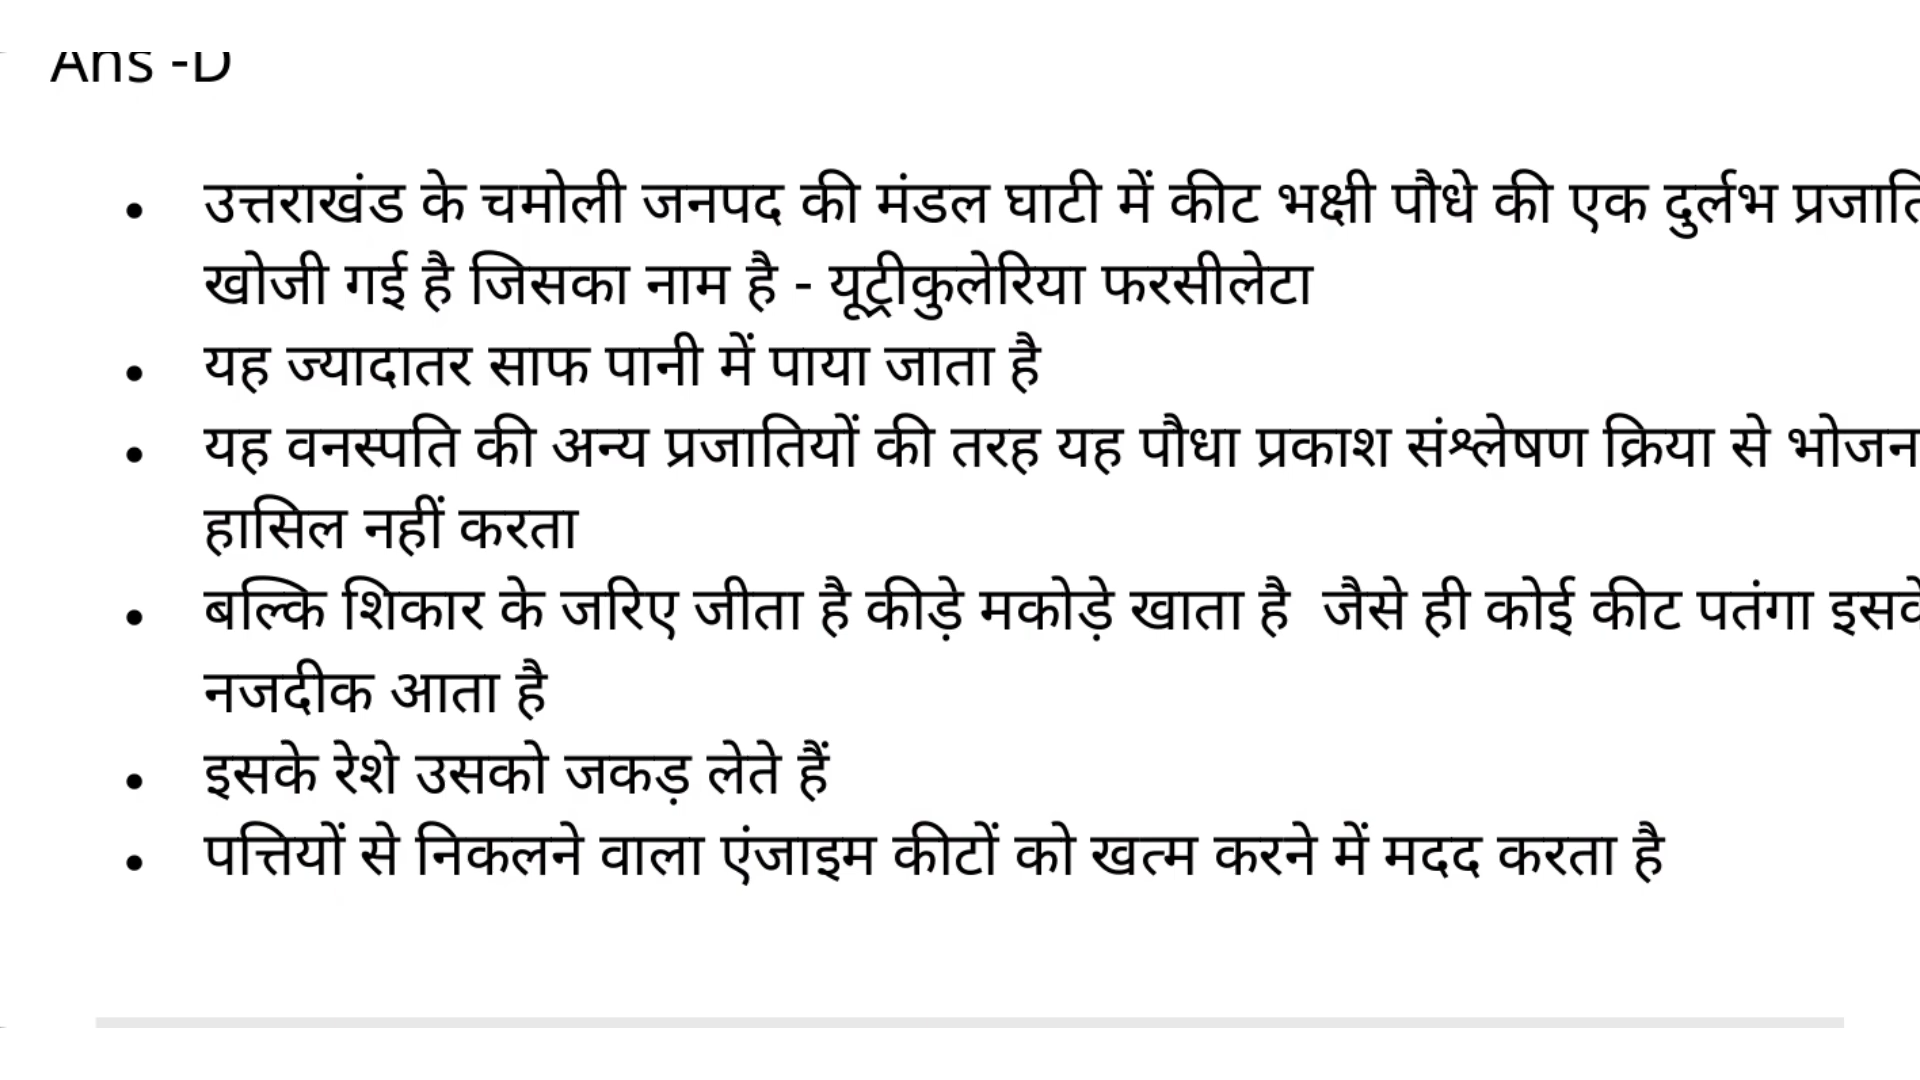 Ans -D
• उत्तराखंड के चमोली जनपद की मंडल घाटी में कीट भक्षी पौधे की एक दुर्लभ प्रजाति
खोजी गई है जिसका नाम है - यूट्रीकुलेरिया फरसीलेटा
• यह ज्यादातर साफ पानी में पाया जाता है
• यह वनस्पति की अन्य प्रजातियों की तरह यह पौधा प्रकाश संश्लेषण क्रिया से भोजन
हासिल नहीं करता
• बल्कि शिकार के जरिए जीता है कीड़े मकोड़े खाता है  जैसे ही कोई कीट पतंगा इसके
नजदीक आता है
• इसके रेशे उसको जकड़ लेते हैं
• पत्तियों से निकलने वाला एंजाइम कीटों को खत्म करने में मदद करता है